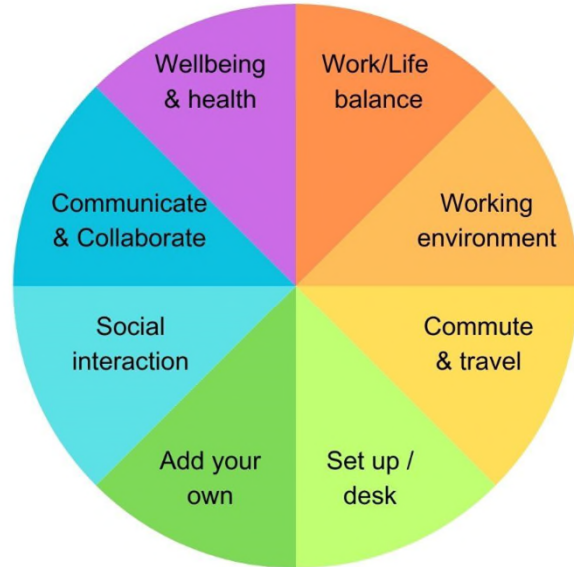 Wellbeing
& health
Work/Life
balance
Working
environment
Commute
& travel
Set up /
desk
Add your
own
Social
interaction
Communicate
& Collaborate